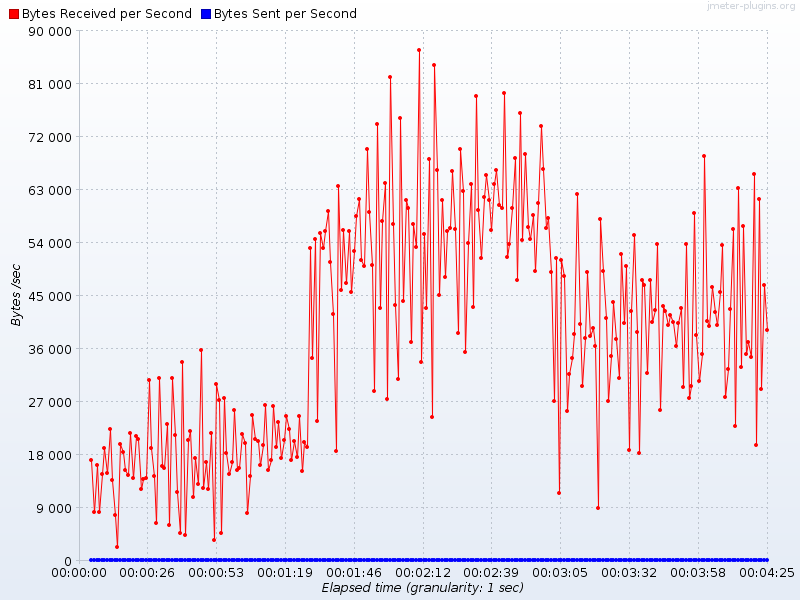 Bytes Received per Second Bytes Sent per Second
jmeter-plugins.org
90 000
81 000
72 000
63 000
54 000
45 000
36 000
27 000
18 000
9 000
0
Bytes /sec
00:00:00 00:00:26 00:00:53 00:01:19 00:01:46 00:02:12 00:02:39 00:03:05 00:03:32 00:03:58 00:04:25
Elapsed time (granularity: 1 sec)